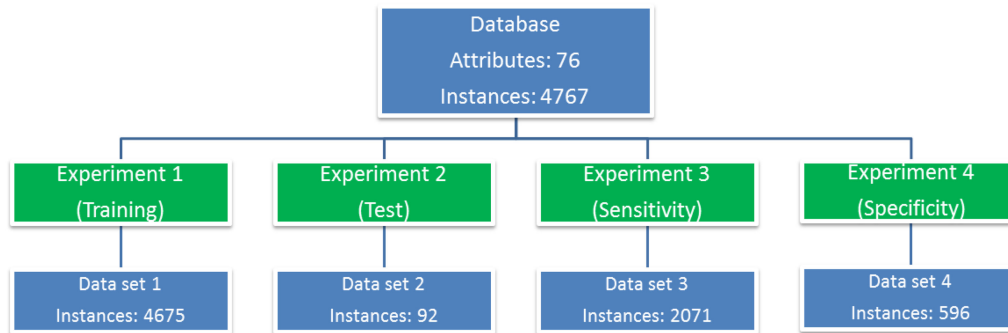 Database
Attributes: 76
Instances: 4767
Experiment 1
(Training)
Experiment 2
(Test)
Experiment 3
(Sensitivity)
Experiment 4
(Specificity)
Data set 1
Instances: 4675
Data set 2
Instances: 92
Data set 3
Instances: 2071
Data set 4
Instances: 596